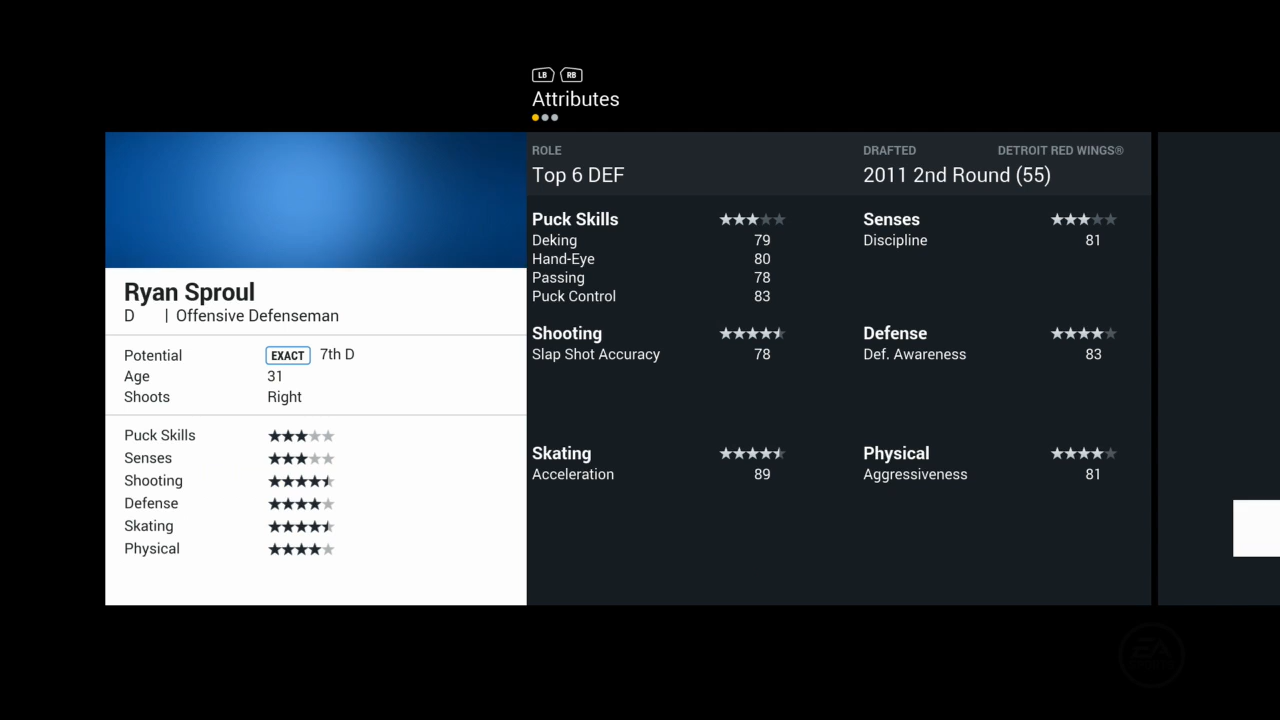 LB RB
Attributes
ROLE
Top 6 DEF
DRAFTED DETROIT RED WINGS®
2011 2nd Round (55)
Ryan Sproul
D | Offensive Defenseman
Potential EXACT 7th D
Age 31
Shoots Right
Puck Skills
Senses
Shooting
Defense
Skating
Physical
Puck Skills
Deking 79
Hand-Eye 80
Passing 78
Puck Control 83
Senses
Discipline 81
Shooting
Slap Shot Accuracy 78
Defense
Def. Awareness 83
Skating
Acceleration 89
Physical
Aggressiveness 81
EA